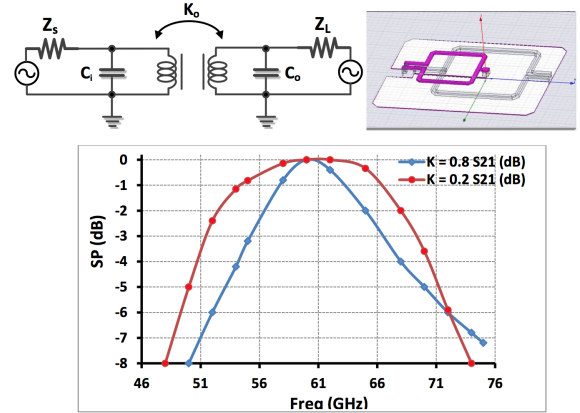 Kₒ
Zₛ
Z_L
Cᵢ
Cₒ
K = 0.8 S21 (dB)
K = 0.2 S21 (dB)
SP (dB)
0
-1
-2
-3
-4
-5
-6
-7
-8
46 51 56 61 66 71 76
Freq (GHz)